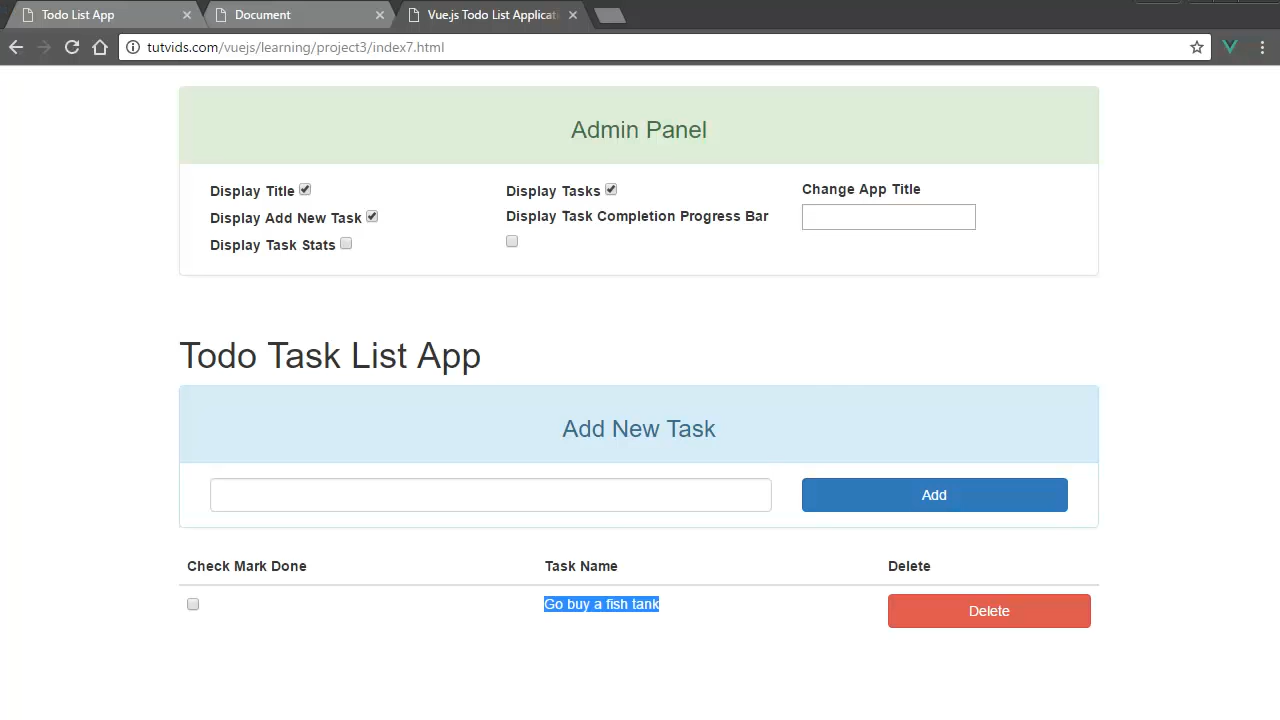 Todo List App
Document
Vue.js Todo List Applicat
tutvids.com/vuejs/learning/project3/index7.html
Admin Panel
Display Title
Display Tasks
Change App Title
Display Add New Task
Display Task Completion Progress Bar
Display Task Stats
Todo Task List App
Add New Task
Add
Check Mark Done
Task Name
Delete
Go buy a fish tank
Delete